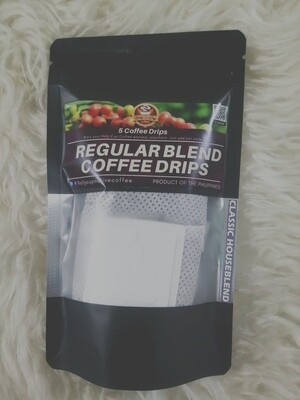 5 Coffee Drips
REGULAR BLEND
COFFEE DRIPS
PRODUCT OF THE PHILIPPINES
CLASSIC HOUSEBLEND